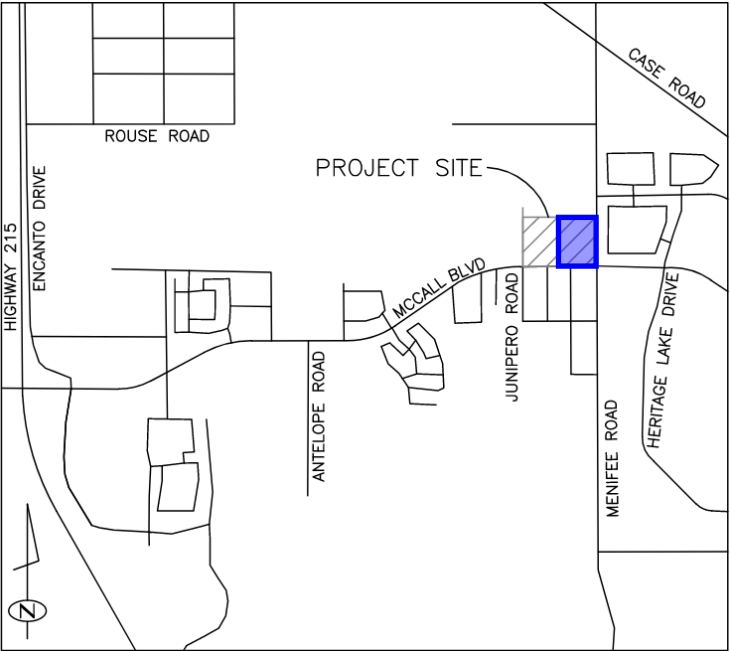 CASE ROAD
ROUSE ROAD
PROJECT SITE
ENCANTO DRIVE
HIGHWAY 215
MCCALL BLVD
JUNIPERO ROAD
HERITAGE LAKE DRIVE
ANTELOPE ROAD
MENIFEE ROAD
N